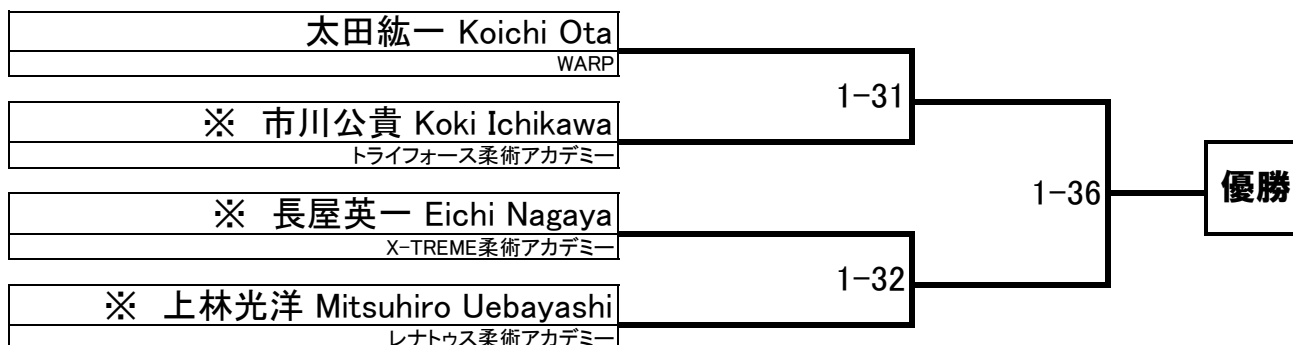 太田紘一 Koichi Ota
WARP
1-31
※ 市川公貴 Koki Ichikawa
トライフォース柔術アカデミー
1-36
優勝
※ 長屋英一 Eichi Nagaya
X-TREME柔術アカデミー
1-32
※ 上林光洋 Mitsuhiro Uebayashi
レナトゥス柔術アカデミー